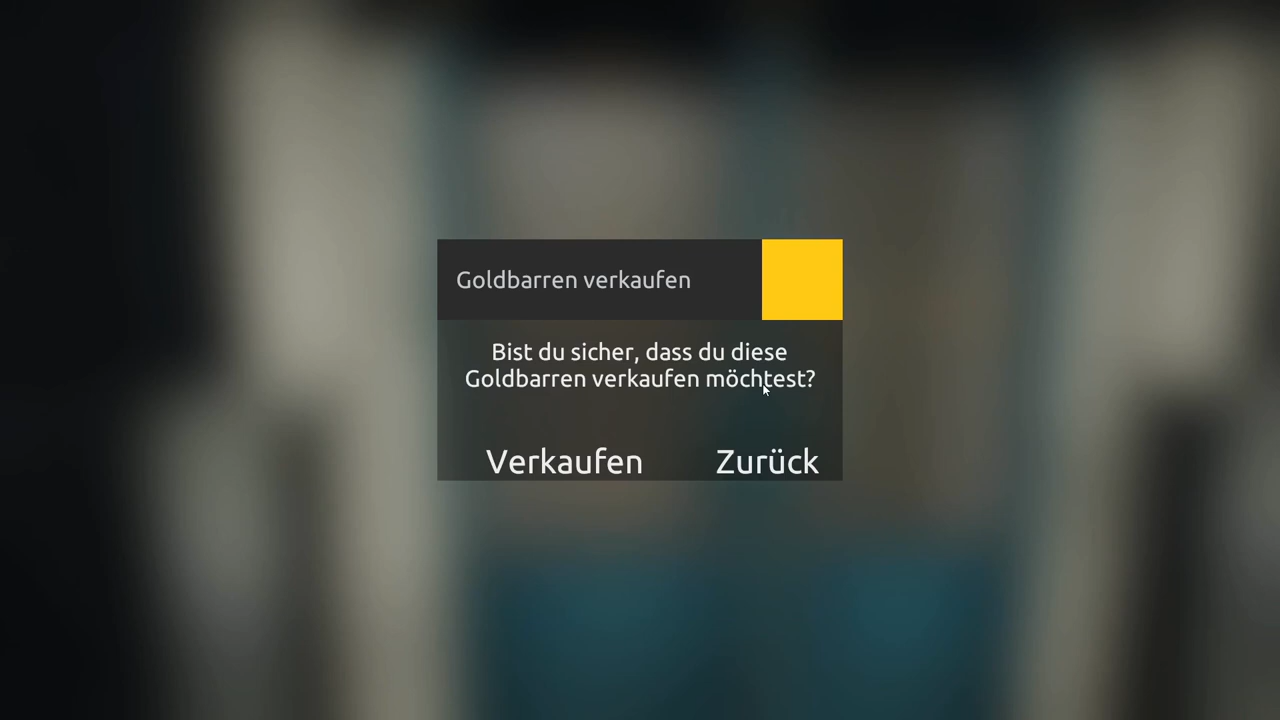 Goldbarren verkaufen
Bist du sicher, dass du diese
Goldbarren verkaufen möchtest?
Verkaufen Zurück